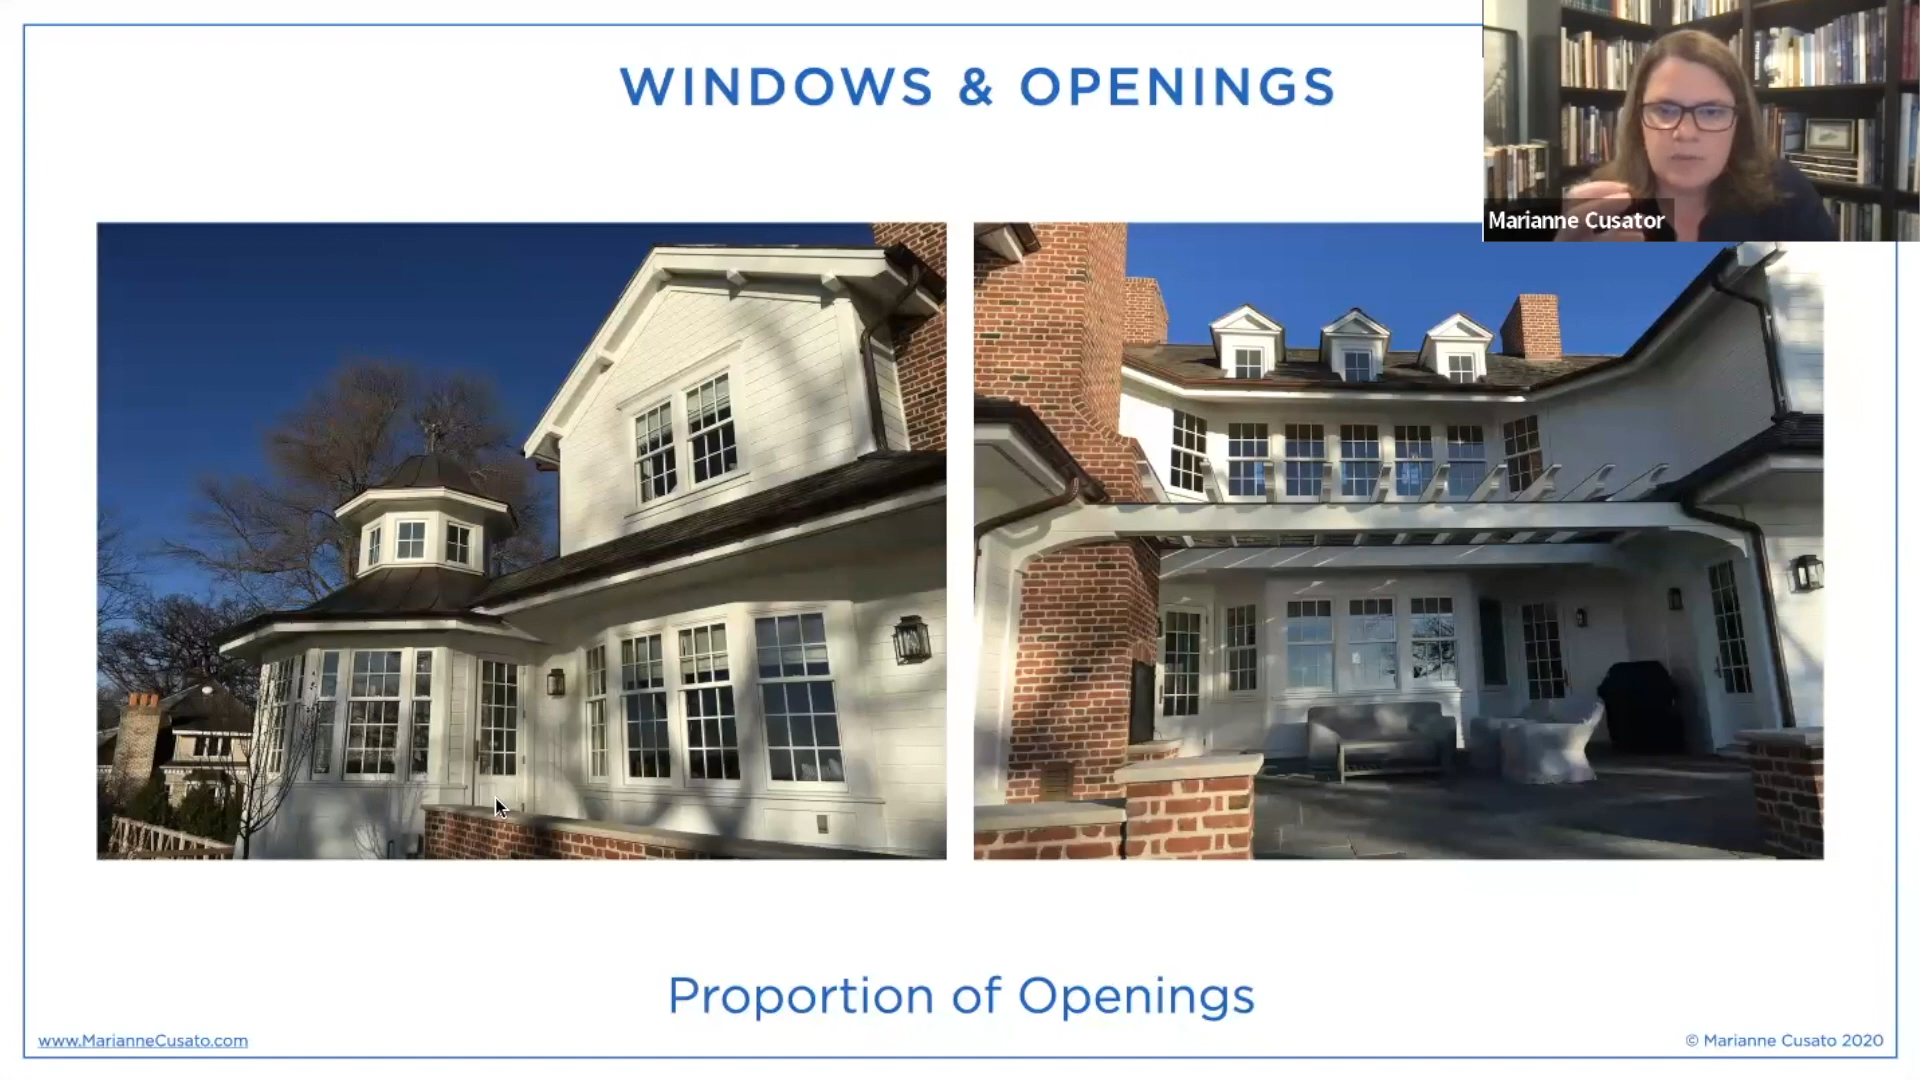 WINDOWS & OPENINGS
Marianne Cusator
Proportion of Openings
www.MarianneCusato.com
© Marianne Cusato 2020